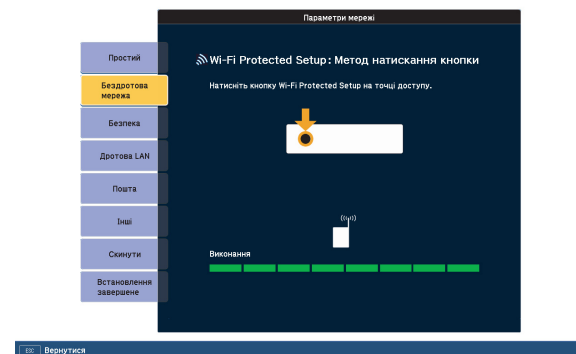 Параметри мережі
Простий
Бездротова
мережа
Безпека
Дротова LAN
Пошта
Інші
Скинути
Встановлення
завершене
Wi-Fi Protected Setup: Метод натискання кнопки
Натисніть кнопку Wi-Fi Protected Setup на точці доступу.
Виконання
ESC Вернутися